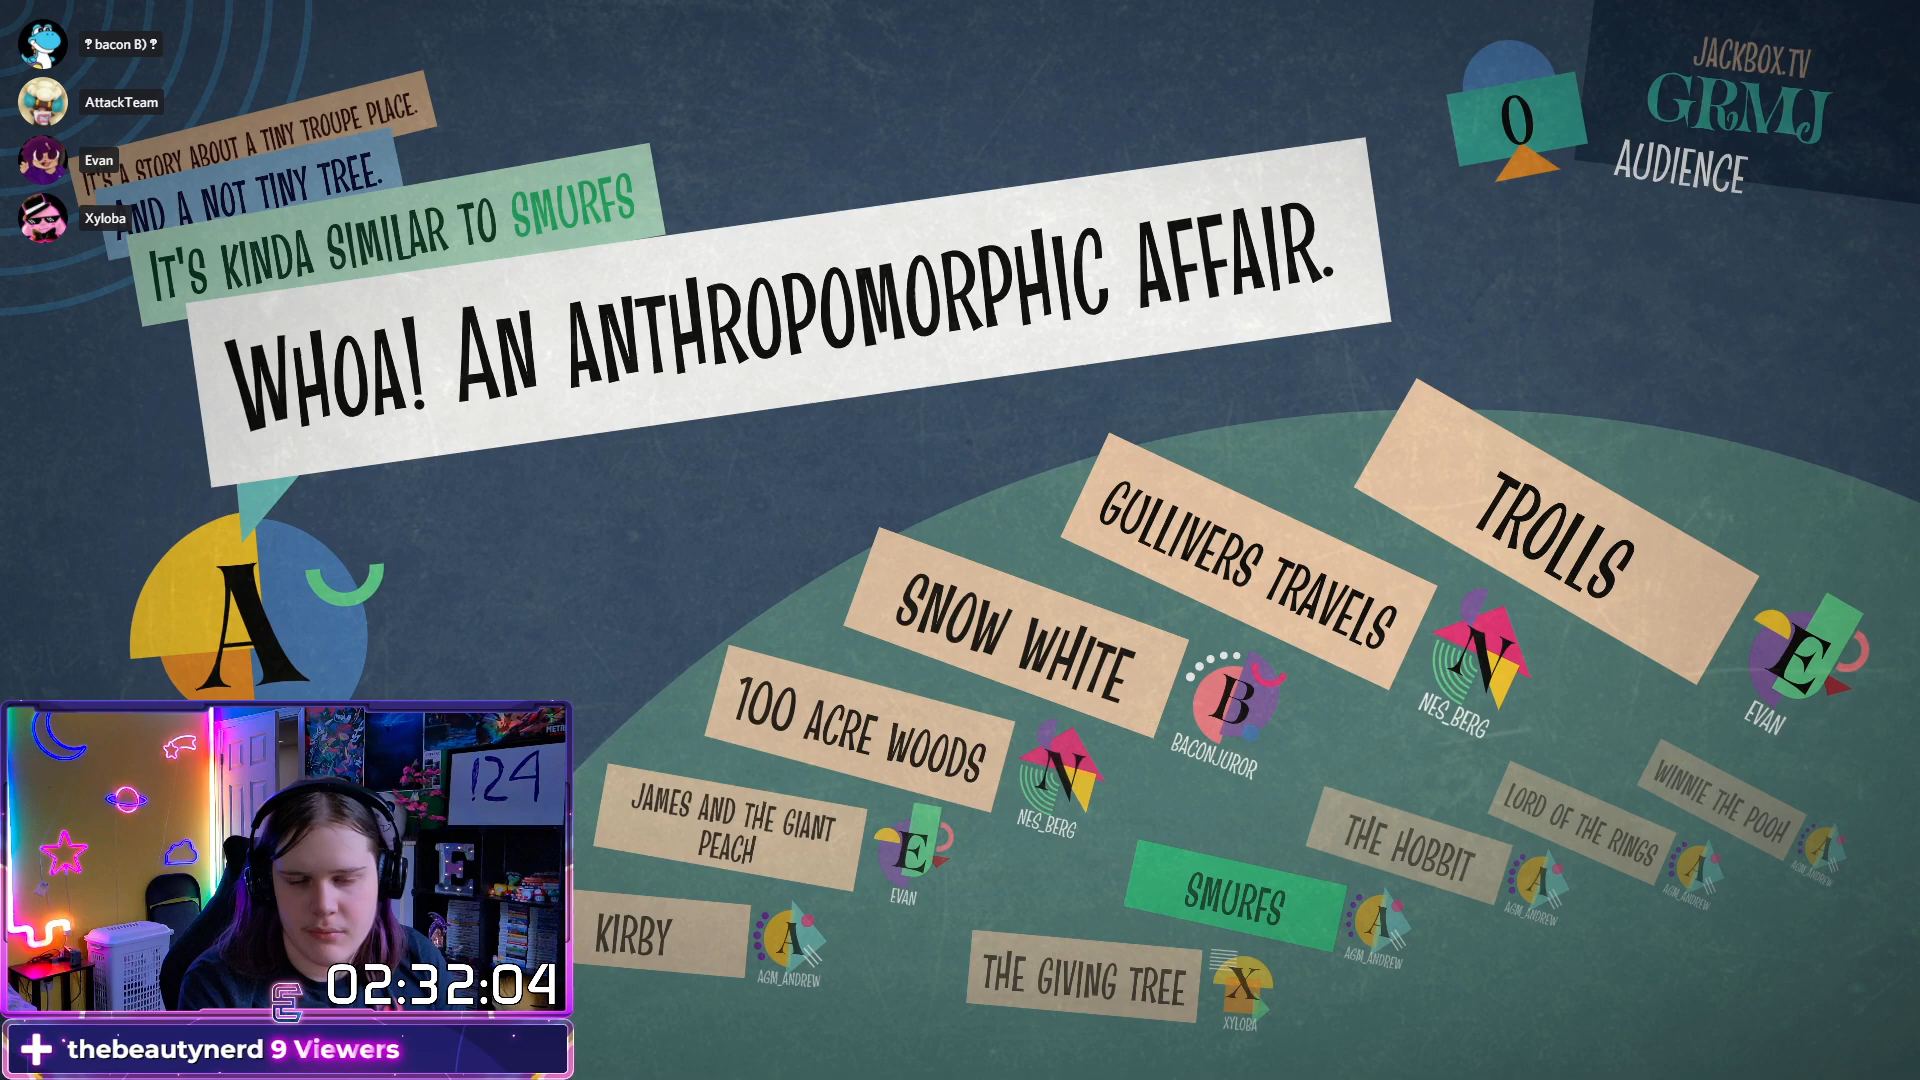 ‽ bacon B) ‽
AttackTeam
Evan
Xyloba
IT'S A STORY ABOUT A TINY TROUPE PLACE.
AND A NOT TINY TREE.
IT'S KINDA SIMILAR TO SMURFS
WHOA! AN ANTHROPOMORPHIC AFFAIR.
0
JACKBOX.TV
GRMJ
AUDIENCE
A
TROLLS
E
EVAN
GULLIVERS TRAVELS
N
NES_BERG
SNOW WHITE
B
BACONJUROR
100 ACRE WOODS
N
NES_BERG
JAMES AND THE GIANT
PEACH
E
EVAN
KIRBY
A
AGM_ANDREW
WINNIE THE POOH
A
AGM_ANDREW
LORD OF THE RINGS
A
AGM_ANDREW
THE HOBBIT
A
AGM_ANDREW
SMURFS
A
AGM_ANDREW
THE GIVING TREE
X
XYLOBA
124
E
02:32:04
thebeautynerd 9 Viewers